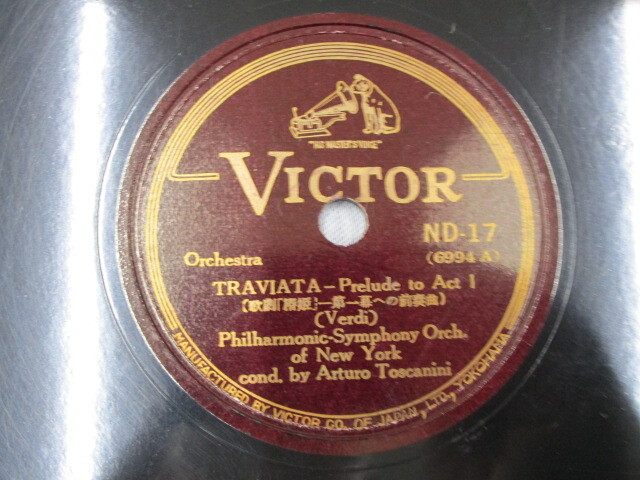 "HIS MASTER'S VOICE"
VICTOR
ND-17
Orchestra
(6994 A)
TRAVIATA - Prelude to Act I
(歌劇「椿姫」—第一幕への前奏曲)
(Verdi)
Philharmonic-Symphony Orch.
of New York
cond. by Arturo Toscanini
MANUFACTURED BY VICTOR CO. OF JAPAN, LTD., YOKOHAMA.